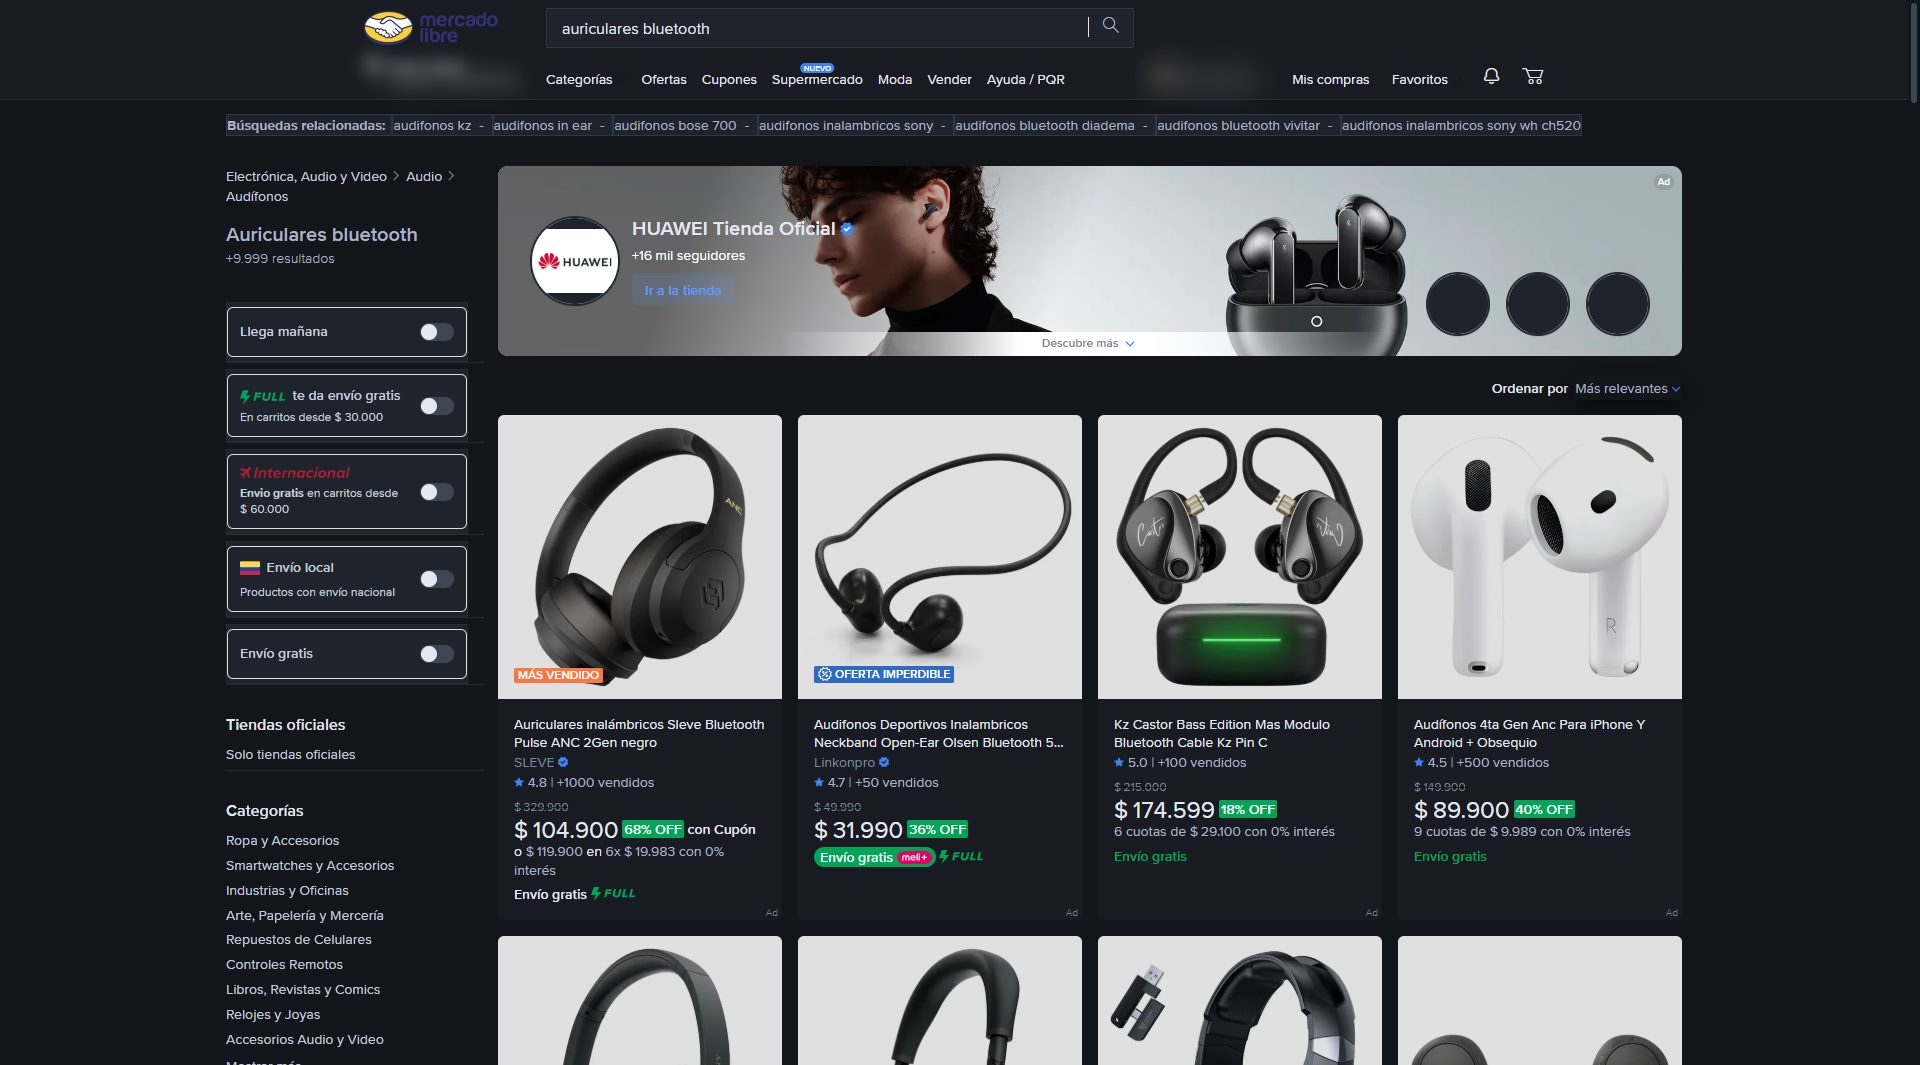 mercado
libre
auriculares bluetooth
Categorías
Ofertas
Cupones
NUEVO
Supermercado
Moda
Vender
Ayuda / PQR
Mis compras
Favoritos
Búsquedas relacionadas: audifonos kz - audifonos in ear - audifonos bose 700 - audifonos inalambricos sony - audifonos bluetooth diadema - audifonos bluetooth vivitar - audifonos inalambricos sony wh ch520
Electrónica, Audio y Video > Audio >
Audífonos
Auriculares bluetooth
+9.999 resultados
Llega mañana
FULL te da envío gratis
En carritos desde $ 30.000
Internacional
Envio gratis en carritos desde
$ 60.000
Envío local
Productos con envío nacional
Envío gratis
Tiendas oficiales
Solo tiendas oficiales
Categorías
Ropa y Accesorios
Smartwatches y Accesorios
Industrias y Oficinas
Arte, Papelería y Mercería
Repuestos de Celulares
Controles Remotos
Libros, Revistas y Comics
Relojes y Joyas
Accesorios Audio y Video
Mostrar más
Ad
HUAWEI
HUAWEI Tienda Oficial
+16 mil seguidores
Ir a la tienda
Descubre más
Ordenar por Más relevantes
ANC
MÁS VENDIDO
Auriculares inalámbricos Sleve Bluetooth
Pulse ANC 2Gen negro
SLEVE
4.8 | +1000 vendidos
$ 329.900
$ 104.900 68% OFF con Cupón
o $ 119.900 en 6x $ 19.983 con 0%
interés
Envío gratis FULL
Ad
OFERTA IMPERDIBLE
Audifonos Deportivos Inalambricos
Neckband Open-Ear Olsen Bluetooth 5...
Linkonpro
4.7 | +50 vendidos
$ 49.990
$ 31.990 36% OFF
Envío gratis meli+ FULL
Ad
Kz Castor Bass Edition Mas Modulo
Bluetooth Cable Kz Pin C
5.0 | +100 vendidos
$ 215.000
$ 174.599 18% OFF
6 cuotas de $ 29.100 con 0% interés
Envío gratis
Ad
R
Audífonos 4ta Gen Anc Para iPhone Y
Android + Obsequio
4.5 | +500 vendidos
$ 149.900
$ 89.900 40% OFF
9 cuotas de $ 9.989 con 0% interés
Envío gratis
Ad